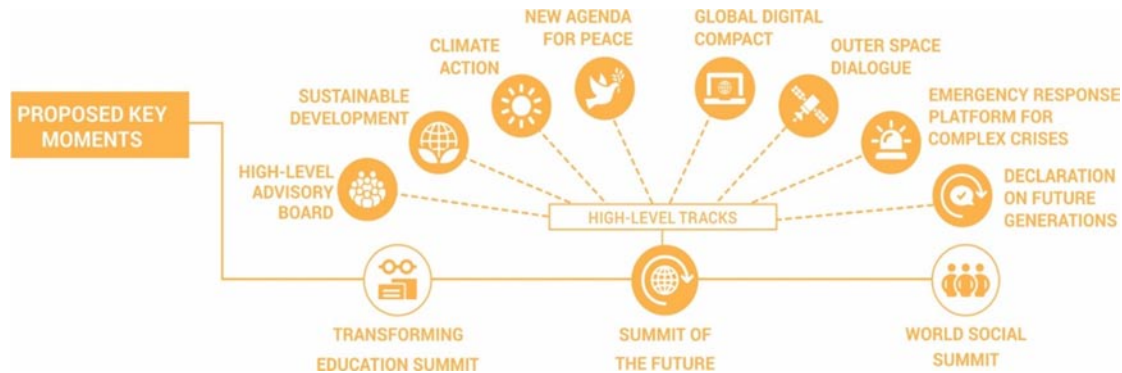 PROPOSED KEY
MOMENTS
HIGH-LEVEL
ADVISORY
BOARD
SUSTAINABLE
DEVELOPMENT
CLIMATE
ACTION
NEW AGENDA
FOR PEACE
GLOBAL DIGITAL
COMPACT
OUTER SPACE
DIALOGUE
EMERGENCY RESPONSE
PLATFORM FOR
COMPLEX CRISES
DECLARATION
ON FUTURE
GENERATIONS
HIGH-LEVEL TRACKS
TRANSFORMING
EDUCATION SUMMIT
SUMMIT OF
THE FUTURE
WORLD SOCIAL
SUMMIT